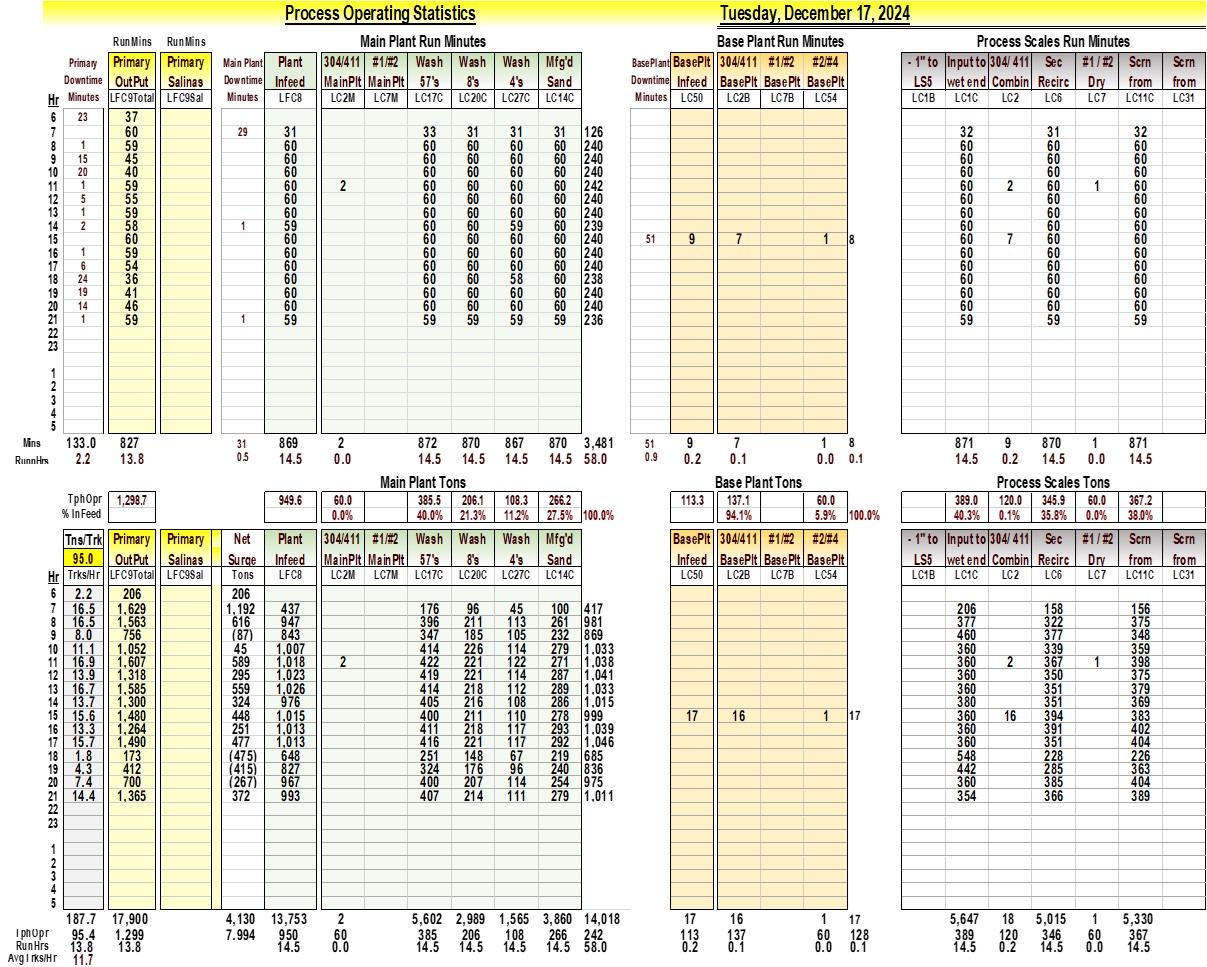 Process Operating Statistics Tuesday, December 17, 2024
RunMins RunMins Main Plant Run Minutes Base Plant Run Minutes Process Scales Run Minutes
Primary Primary Primary Main Plant Plant 304/411 #1/#2 Wash Wash Wash Mfg'd BasePlant BasePlt 304/411 #1/#2 #2/#4 - 1" to Input to 304/ 411 Sec #1 / #2 Scrn Scrn
Downtime OutPut Salinas Downtime Infeed MainPlt MainPlt 57's 8's 4's Sand Downtime Infeed BasePlt BasePlt BasePlt LS5 wet end Combin Recirc Dry from from
Hr Minutes LFC9Total LFC9Sal Minutes LFC8 LC2M LC7M LC17C LC20C LC27C LC14C Minutes LC50 LC2B LC7B LC54 LC1B LC1C LC2 LC6 LC7 LC11C LC31
6 23 37
7 60 29 31 33 31 31 31 126 32 31 32
8 1 59 60 60 60 60 60 240 60 60 60
9 15 45 60 60 60 60 60 240 60 60 60
10 20 40 60 60 60 60 60 240 60 60 60
11 1 59 60 2 60 60 60 60 242 60 2 60 1 60
12 5 55 60 60 60 60 60 240 60 60 60
13 1 59 60 60 60 60 60 240 60 60 60
14 2 58 1 59 60 60 59 60 239 60 60 60
15 60 60 60 60 60 60 240 51 9 7 1 8 60 7 60 60
16 1 59 60 60 60 60 60 240 60 60 60
17 6 54 60 60 60 60 60 240 60 60 60
18 24 36 60 60 60 58 60 238 60 60 60
19 19 41 60 60 60 60 60 240 60 60 60
20 14 46 60 60 60 60 60 240 60 60 60
21 1 59 1 59 59 59 59 59 236 59 59 59
22
23
1
2
3
4
5
Mins 133.0 827 31 869 2 872 870 867 870 3,481 51 9 7 1 8 871 9 870 1 871
RunnHrs 2.2 13.8 0.5 14.5 0.0 14.5 14.5 14.5 14.5 58.0 0.9 0.2 0.1 0.0 0.1 14.5 0.2 14.5 0.0 14.5
Main Plant Tons Base Plant Tons Process Scales Tons
TphOpr 1,298.7 949.6 60.0 385.5 206.1 108.3 266.2 113.3 137.1 60.0 389.0 120.0 345.9 60.0 367.2
% InFeed 0.0% 40.0% 21.3% 11.2% 27.5% 100.0% 94.1% 5.9% 100.0% 40.3% 0.1% 35.8% 0.0% 38.0%
Tns/Trk Primary Primary Net Plant 304/411 #1/#2 Wash Wash Wash Mfg'd BasePlt 304/411 #1/#2 #2/#4 - 1" to Input to 304/ 411 Sec #1 / #2 Scrn Scrn
95.0 OutPut Salinas Surge Infeed MainPlt MainPlt 57's 8's 4's Sand Infeed BasePlt BasePlt BasePlt LS5 wet end Combin Recirc Dry from from
Hr Trks/Hr LFC9Total LFC9Sal Tons LFC8 LC2M LC7M LC17C LC20C LC27C LC14C LC50 LC2B LC7B LC54 LC1B LC1C LC2 LC6 LC7 LC11C LC31
6 2.2 206 206
7 16.5 1,629 1,192 437 176 96 45 100 417 206 158 156
8 16.5 1,563 616 947 396 211 113 261 981 377 322 375
9 8.0 756 (87) 843 347 185 105 232 869 460 377 348
10 11.1 1,052 45 1,007 414 226 114 279 1,033 360 339 359
11 16.9 1,607 589 1,018 2 422 221 122 271 1,038 360 2 367 1 398
12 13.9 1,318 295 1,023 419 221 114 287 1,041 360 350 375
13 16.7 1,585 559 1,026 414 218 112 289 1,033 360 351 379
14 13.7 1,300 324 976 405 216 108 286 1,015 380 351 369
15 15.6 1,480 448 1,015 400 211 110 278 999 17 16 1 17 360 16 394 383
16 13.3 1,264 251 1,013 411 218 117 293 1,039 360 391 402
17 15.7 1,490 477 1,013 416 221 117 292 1,046 360 351 404
18 1.8 173 (475) 648 251 148 67 219 685 548 228 226
19 4.3 412 (415) 827 324 176 96 240 836 442 285 363
20 7.4 700 (267) 967 400 207 114 254 975 360 385 404
21 14.4 1,365 372 993 407 214 111 279 1,011 354 366 389
22
23
1
2
3
4
5
187.7 17,900 4,130 13,753 2 5,602 2,989 1,565 3,860 14,018 17 16 1 17 5,647 18 5,015 1 5,330
TphOpr 95.4 1,299 7,994 950 60 385 206 108 266 242 113 137 60 128 389 120 346 60 367
RunHrs 13.8 13.8 14.5 0.0 14.5 14.5 14.5 14.5 58.0 0.2 0.1 0.0 0.1 14.5 0.2 14.5 0.0 14.5
AvgTrks/Hr 11.7